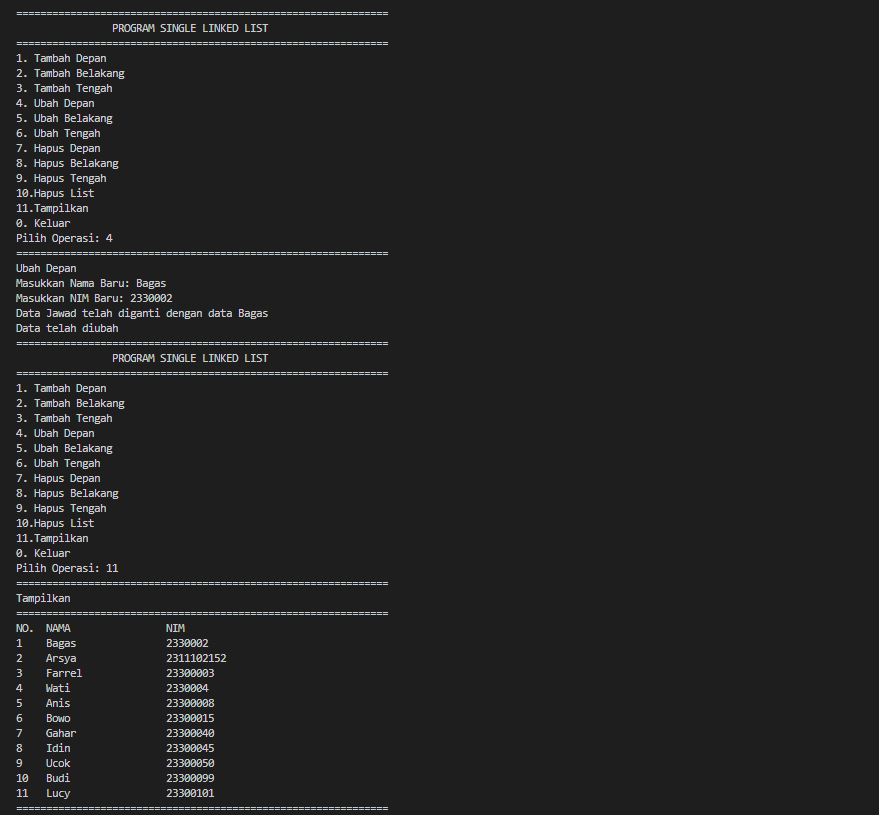 ==============================================================
PROGRAM SINGLE LINKED LIST
==============================================================
1. Tambah Depan
2. Tambah Belakang
3. Tambah Tengah
4. Ubah Depan
5. Ubah Belakang
6. Ubah Tengah
7. Hapus Depan
8. Hapus Belakang
9. Hapus Tengah
10.Hapus List
11.Tampilkan
0. Keluar
Pilih Operasi: 4
==============================================================
Ubah Depan
Masukkan Nama Baru: Bagas
Masukkan NIM Baru: 2330002
Data Jawad telah diganti dengan data Bagas
Data telah diubah
==============================================================
PROGRAM SINGLE LINKED LIST
==============================================================
1. Tambah Depan
2. Tambah Belakang
3. Tambah Tengah
4. Ubah Depan
5. Ubah Belakang
6. Ubah Tengah
7. Hapus Depan
8. Hapus Belakang
9. Hapus Tengah
10.Hapus List
11.Tampilkan
0. Keluar
Pilih Operasi: 11
==============================================================
Tampilkan
==============================================================
NO. NAMA NIM
1 Bagas 2330002
2 Arsya 2311102152
3 Farrel 23300003
4 Wati 2330004
5 Anis 23300008
6 Bowo 23300015
7 Gahar 23300040
8 Idin 23300045
9 Ucok 23300050
10 Budi 23300099
11 Lucy 23300101
==============================================================